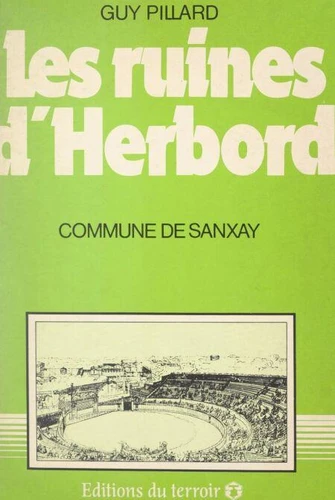 GUY PILLARD
Les ruines
d'Herbord
COMMUNE DE SANXAY
Editions du terroir